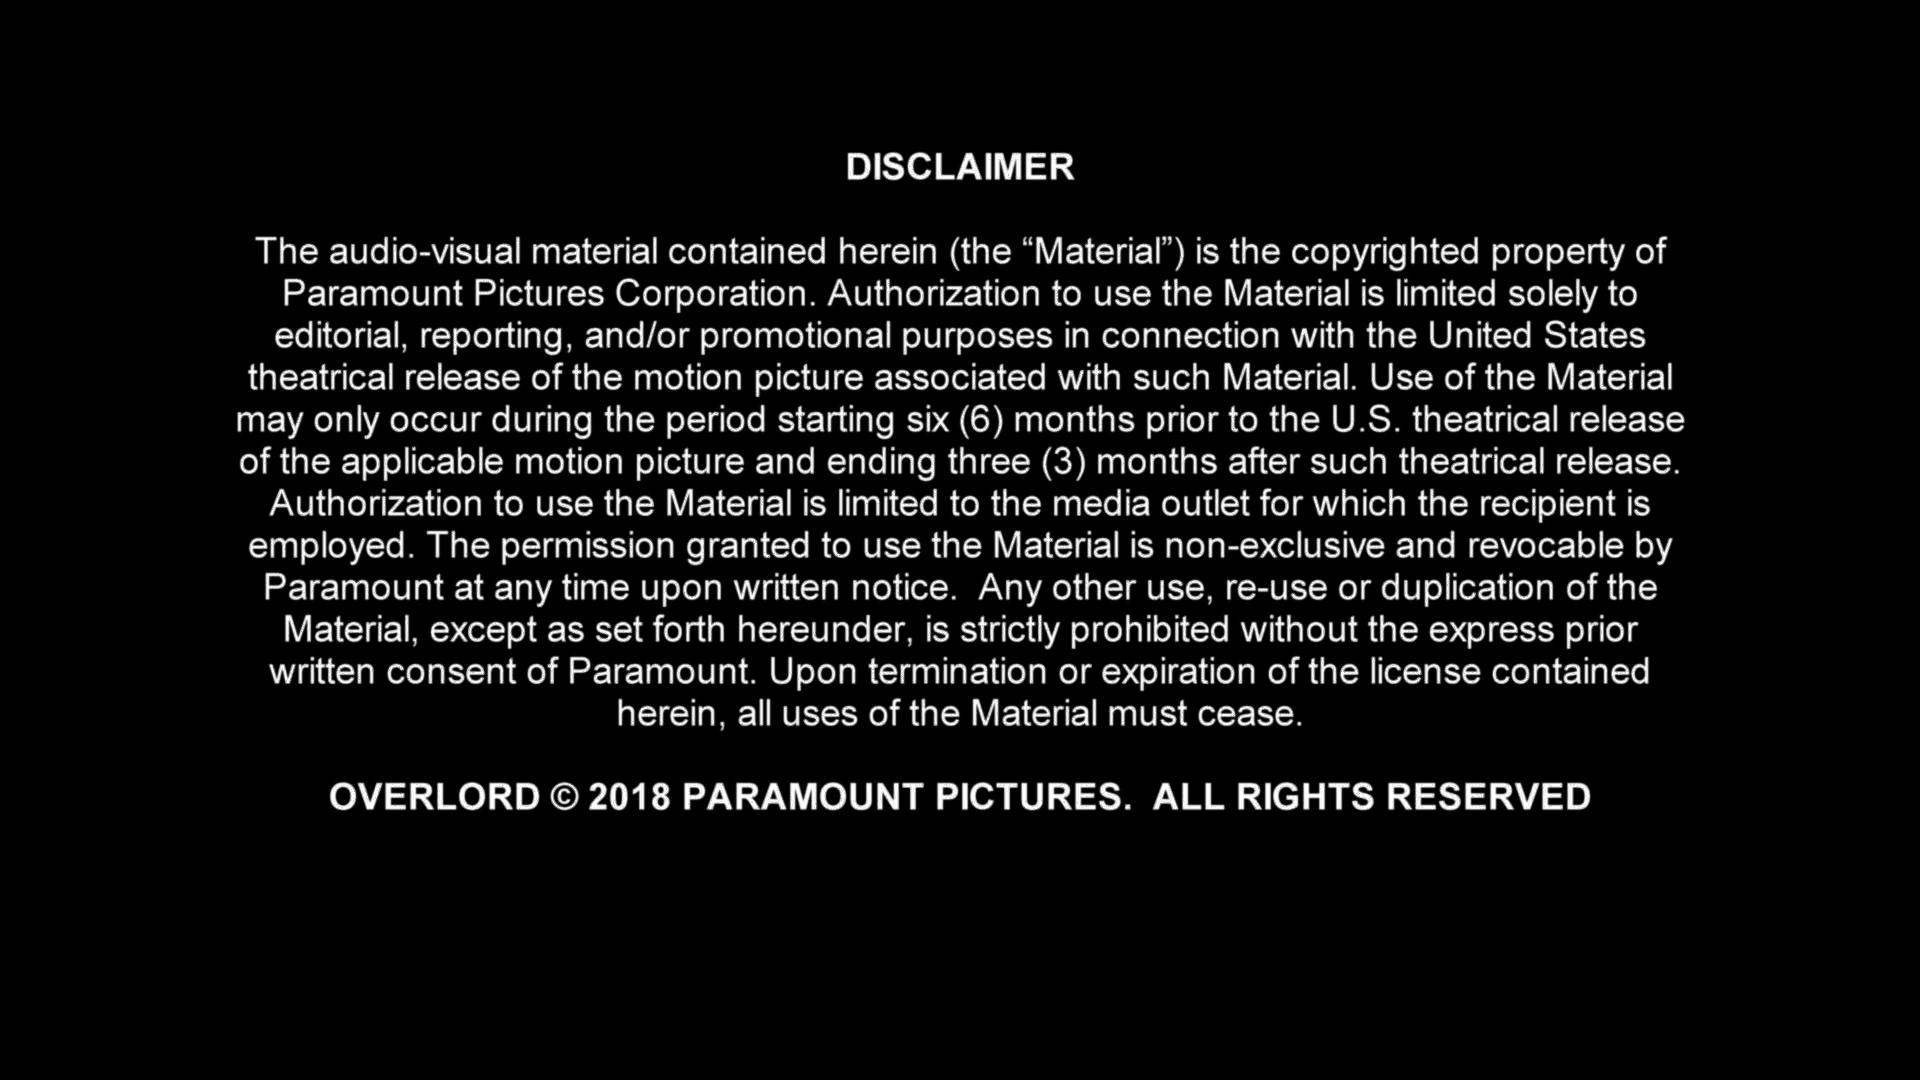 DISCLAIMER
The audio-visual material contained herein (the “Material”) is the copyrighted property of
Paramount Pictures Corporation. Authorization to use the Material is limited solely to
editorial, reporting, and/or promotional purposes in connection with the United States
theatrical release of the motion picture associated with such Material. Use of the Material
may only occur during the period starting six (6) months prior to the U.S. theatrical release
of the applicable motion picture and ending three (3) months after such theatrical release.
Authorization to use the Material is limited to the media outlet for which the recipient is
employed. The permission granted to use the Material is non-exclusive and revocable by
Paramount at any time upon written notice.  Any other use, re-use or duplication of the
Material, except as set forth hereunder, is strictly prohibited without the express prior
written consent of Paramount. Upon termination or expiration of the license contained
herein, all uses of the Material must cease.
OVERLORD © 2018 PARAMOUNT PICTURES.  ALL RIGHTS RESERVED